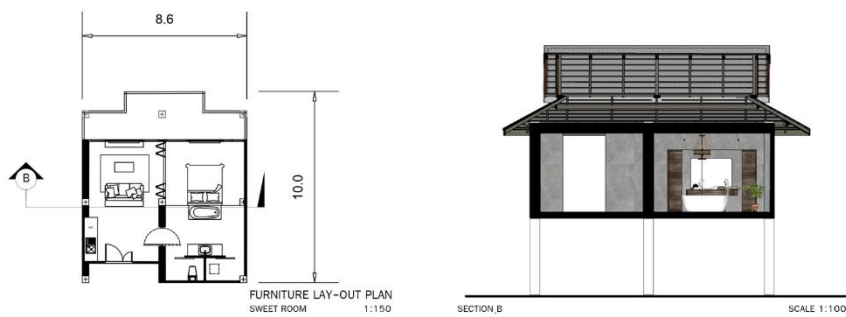 8.6
B
10.0
FURNITURE LAY-OUT PLAN
SWEET ROOM 1:150
SECTION_B SCALE 1:100